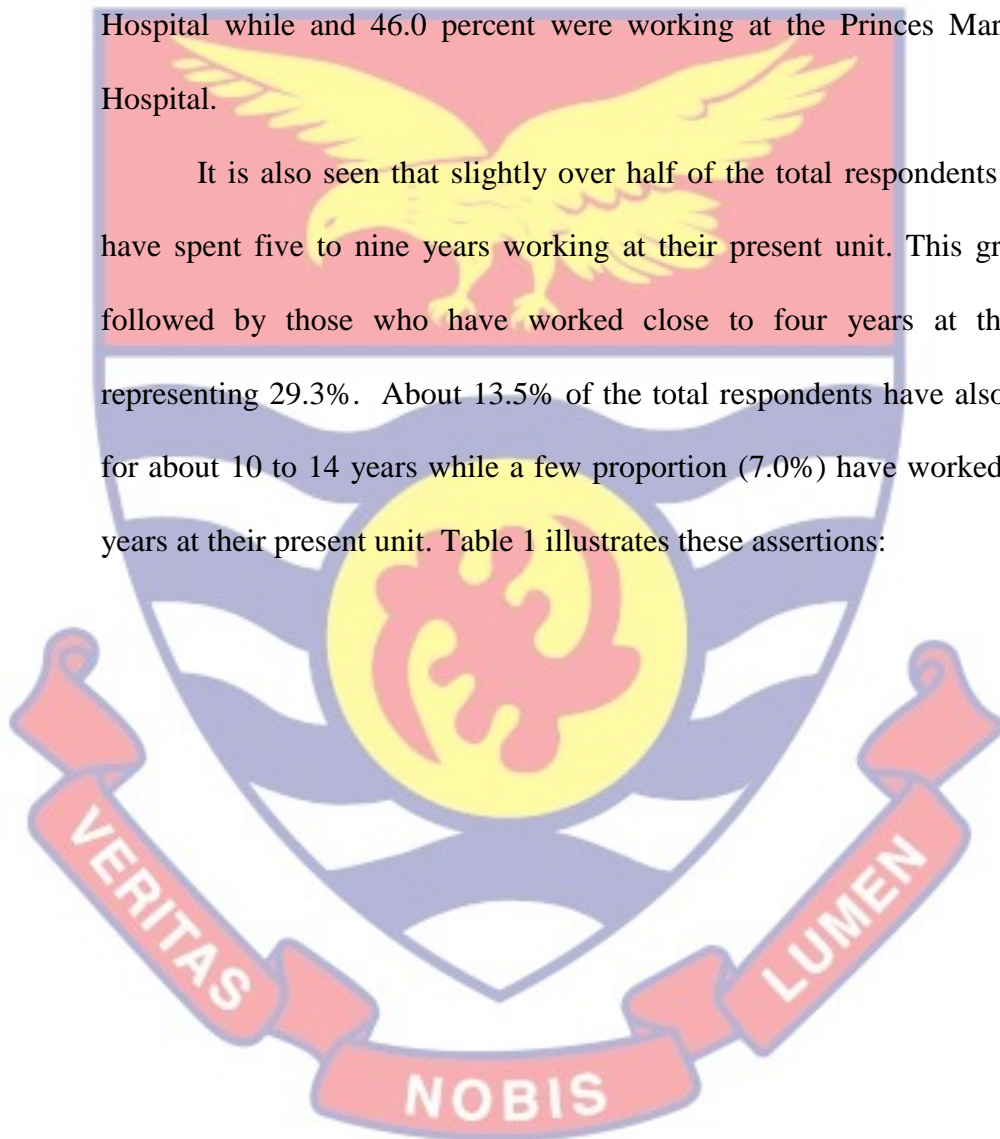 Hospital while and 46.0 percent were working at the Princes Mar
Hospital.
It is also seen that slightly over half of the total respondents
have spent five to nine years working at their present unit. This gr
followed by those who have worked close to four years at th
representing 29.3%. About 13.5% of the total respondents have also
for about 10 to 14 years while a few proportion (7.0%) have worked
years at their present unit. Table 1 illustrates these assertions:
VERITAS
NOBIS
LUMEN